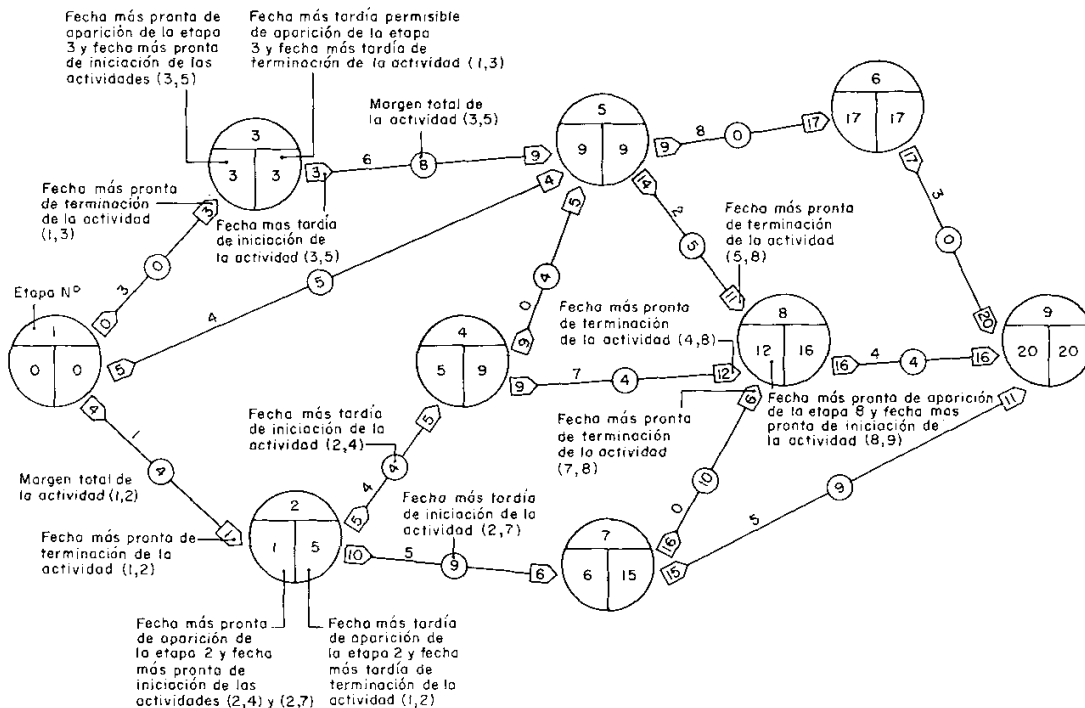 Fecha más pronta de
aparición de la etapa
3 y fecha más pronta
de iniciación de las
actividades (3,5)
Fecha más tardía permisible
de aparición de la etapa
3 y fecha más tardía de
terminación de la actividad (1,3)
Margen total de
la actividad (3,5)
3
3 3
3
6
8
9
5
9 9
9
8
0
17
6
17 17
17
3
0
20
Fecha más pronta
de terminación
de la actividad
(1,3)
3
0
3
0
Fecha mas tardía
de iniciación de
la actividad
(3,5)
4
5
4
5
5
4
0
9
14
2
5
11
Fecha más pronta
de terminación
de la actividad
(5,8)
Etapa Nº
1
0 0
4
5 9
Fecha más pronta
de terminación
de la actividad (4,8)
9
7
4
12
8
12 16
16
4
4
16
9
20 20
11
4
1
4
1
Fecha más tardía
de iniciación de la
actividad (2,4)
5
4
4
5
Fecha más pronta
de terminación
de la actividad
(7,8)
6
10
0
16
Fecha más pronta de aparición
de la etapa 8 y fecha mas
pronta de iniciación de
la actividad (8,9)
Margen total de
la actividad (1,2)
Fecha más pronta de
terminación de la
actividad (1,2)
2
1 5
Fecha más tardía
de iniciación de la
actividad (2,7)
10
5
9
6
7
6 15
15
5
9
Fecha más pronta
de aparición de
la etapa 2 y fecha
más pronta de
iniciación de las
actividades (2,4) y (2,7)
Fecha más tardía
de aparición de
la etapa 2 y fecha
más tardía de
terminación de la
actividad (1,2)